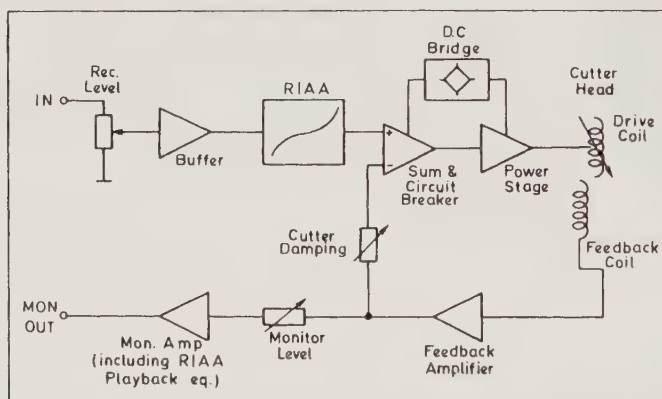 D.C
Bridge
Rec.
Level
RIAA
Cutter
Head
IN
Drive
Coil
+
-
Buffer
Sum &
Circuit
Breaker
Power
Stage
Cutter
Damping
Feedback
Coil
MON
OUT
Mon. Amp
(including RIAA
Playback eq.)
Monitor
Level
Feedback
Amplifier